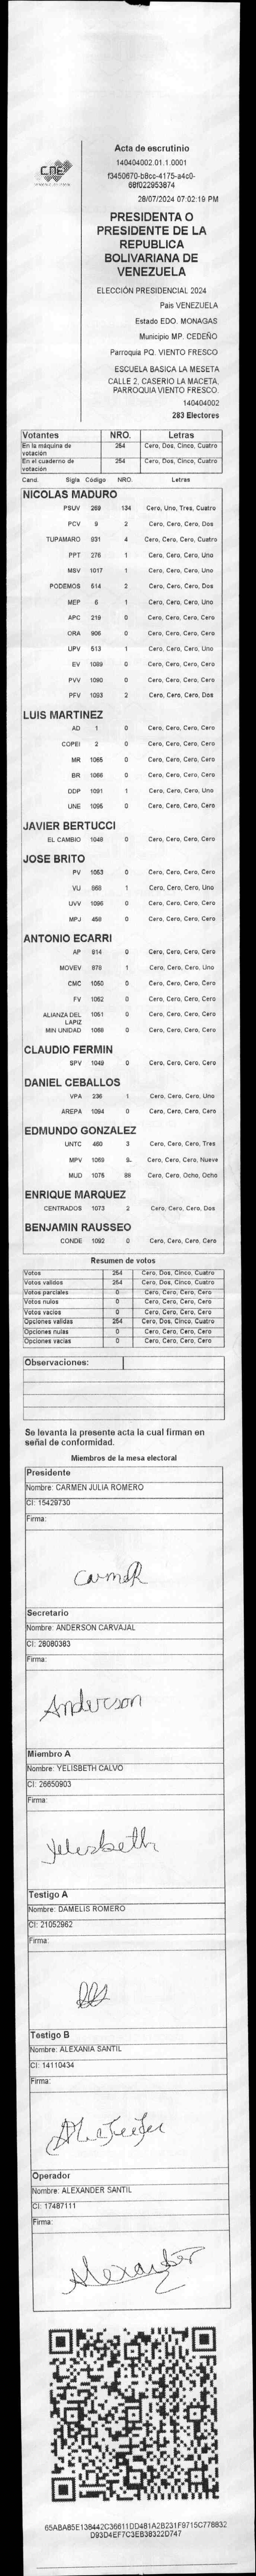 CNE
Acta de escrutinio
140404002.01.1.0001
f3450670-b8cc-4175-a4c0-
68f022953874
28/07/2024 07:02:19 PM
PRESIDENTA O
PRESIDENTE DE LA
REPUBLICA
BOLIVARIANA DE
VENEZUELA
ELECCIÓN PRESIDENCIAL 2024
País VENEZUELA
Estado EDO. MONAGAS
Municipio MP. CEDEÑO
Parroquia PQ. VIENTO FRESCO
ESCUELA BASICA LA MESETA
CALLE 2, CASERIO LA MACETA,
PARROQUIA VIENTO FRESCO.
140404002
283 Electores
Votantes NRO. Letras
En la máquina de votación 254 Cero, Dos, Cinco, Cuatro
En el cuaderno de votación 254 Cero, Dos, Cinco, Cuatro
Cand. Sigla Código NRO. Letras
NICOLAS MADURO
PSUV 269 134 Cero, Uno, Tres, Cuatro
PCV 9 2 Cero, Cero, Cero, Dos
TUPAMARO 931 4 Cero, Cero, Cero, Cuatro
PPT 276 1 Cero, Cero, Cero, Uno
MSV 1017 1 Cero, Cero, Cero, Uno
PODEMOS 514 2 Cero, Cero, Cero, Dos
MEP 6 1 Cero, Cero, Cero, Uno
APC 219 0 Cero, Cero, Cero, Cero
ORA 906 0 Cero, Cero, Cero, Cero
UPV 513 1 Cero, Cero, Cero, Uno
EV 1089 0 Cero, Cero, Cero, Cero
PVV 1090 0 Cero, Cero, Cero, Cero
PFV 1093 2 Cero, Cero, Cero, Dos
LUIS MARTINEZ
AD 1 0 Cero, Cero, Cero, Cero
COPEI 2 0 Cero, Cero, Cero, Cero
MR 1065 0 Cero, Cero, Cero, Cero
BR 1066 0 Cero, Cero, Cero, Cero
DDP 1091 1 Cero, Cero, Cero, Uno
UNE 1095 0 Cero, Cero, Cero, Cero
JAVIER BERTUCCI
EL CAMBIO 1048 0 Cero, Cero, Cero, Cero
JOSE BRITO
PV 1053 0 Cero, Cero, Cero, Cero
VU 868 1 Cero, Cero, Cero, Uno
UVV 1096 0 Cero, Cero, Cero, Cero
MPJ 458 0 Cero, Cero, Cero, Cero
ANTONIO ECARRI
AP 914 0 Cero, Cero, Cero, Cero
MOVEV 879 1 Cero, Cero, Cero, Uno
CMC 1050 0 Cero, Cero, Cero, Cero
FV 1062 0 Cero, Cero, Cero, Cero
ALIANZA DEL LAPIZ 1051 0 Cero, Cero, Cero, Cero
MIN UNIDAD 1088 0 Cero, Cero, Cero, Cero
CLAUDIO FERMIN
SPV 1049 0 Cero, Cero, Cero, Cero
DANIEL CEBALLOS
VPA 236 1 Cero, Cero, Cero, Uno
AREPA 1094 0 Cero, Cero, Cero, Cero
EDMUNDO GONZALEZ
UNTC 460 3 Cero, Cero, Cero, Tres
MPV 1069 9 Cero, Cero, Cero, Nueve
MUD 1075 88 Cero, Cero, Ocho, Ocho
ENRIQUE MARQUEZ
CENTRADOS 1073 2 Cero, Cero, Cero, Dos
BENJAMIN RAUSSEO
CONDE 1092 0 Cero, Cero, Cero, Cero
Resumen de votos
Votos 254 Cero, Dos, Cinco, Cuatro
Votos validos 254 Cero, Dos, Cinco, Cuatro
Votos parciales 0 Cero, Cero, Cero, Cero
Votos nulos 0 Cero, Cero, Cero, Cero
Votos vacios 0 Cero, Cero, Cero, Cero
Opciones validas 254 Cero, Dos, Cinco, Cuatro
Opciones nulas 0 Cero, Cero, Cero, Cero
Opciones vacias 0 Cero, Cero, Cero, Cero
Observaciones:
Se levanta la presente acta la cual firman en
señal de conformidad.
Miembros de la mesa electoral
Presidente
Nombre: CARMEN JULIA ROMERO
CI: 15429730
Firma:
Secretario
Nombre: ANDERSON CARVAJAL
CI: 28080383
Firma:
Anderson
Miembro A
Nombre: YELISBETH CALVO
CI: 26650903
Firma:
Yelisbeth
Testigo A
Nombre: DAMELIS ROMERO
CI: 21052962
Firma:
Testigo B
Nombre: ALEXANIA SANTIL
CI: 14110434
Firma:
Operador
Nombre: ALEXANDER SANTIL
CI: 17487111
Firma:
Alexander
65ABA85E138442C36611DD481A2B231F9715C778832
D93D4EF7C3EB38322D747